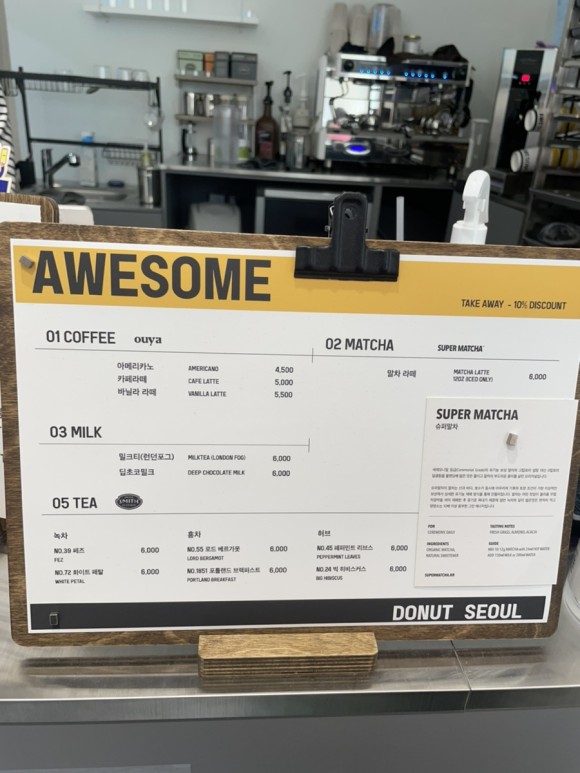 AWESOME
TAKE AWAY - 10% DISCOUNT
01 COFFEE ouya
아메리카노 AMERICANO 4,500
카페라떼 CAFE LATTE 5,000
바닐라 라떼 VANILLA LATTE 5,500
02 MATCHA SUPER MATCHA
말차 라떼 MATCHA LATTE 6,000
12OZ (ICED ONLY)
03 MILK
밀크티(런던포그) MILKTEA (LONDON FOG) 6,000
딥초코밀크 DEEP CHOCOLATE MILK 6,000
05 TEA SMITH
녹차
NO.39 페즈 6,000
FEZ
NO.72 화이트 페탈 6,000
WHITE PETAL
홍차
NO.55 로드 베르가못 6,000
LORD BERGAMOT
NO.1851 포틀랜드 브랙퍼스트 6,000
PORTLAND BREAKFAST
허브
NO.45 페퍼민트 리브스 6,000
PEPPERMINT LEAVES
NO.24 빅 히비스커스 6,000
BIG HIBISCUS
SUPER MATCHA
슈퍼말차
FOR
TASTING NOTES
INGREDIENTS
ORGANIC MATCHA,
NATURAL SWEETENER
GUIDE
SUPERMATCHA.KR
DONUT SEOUL